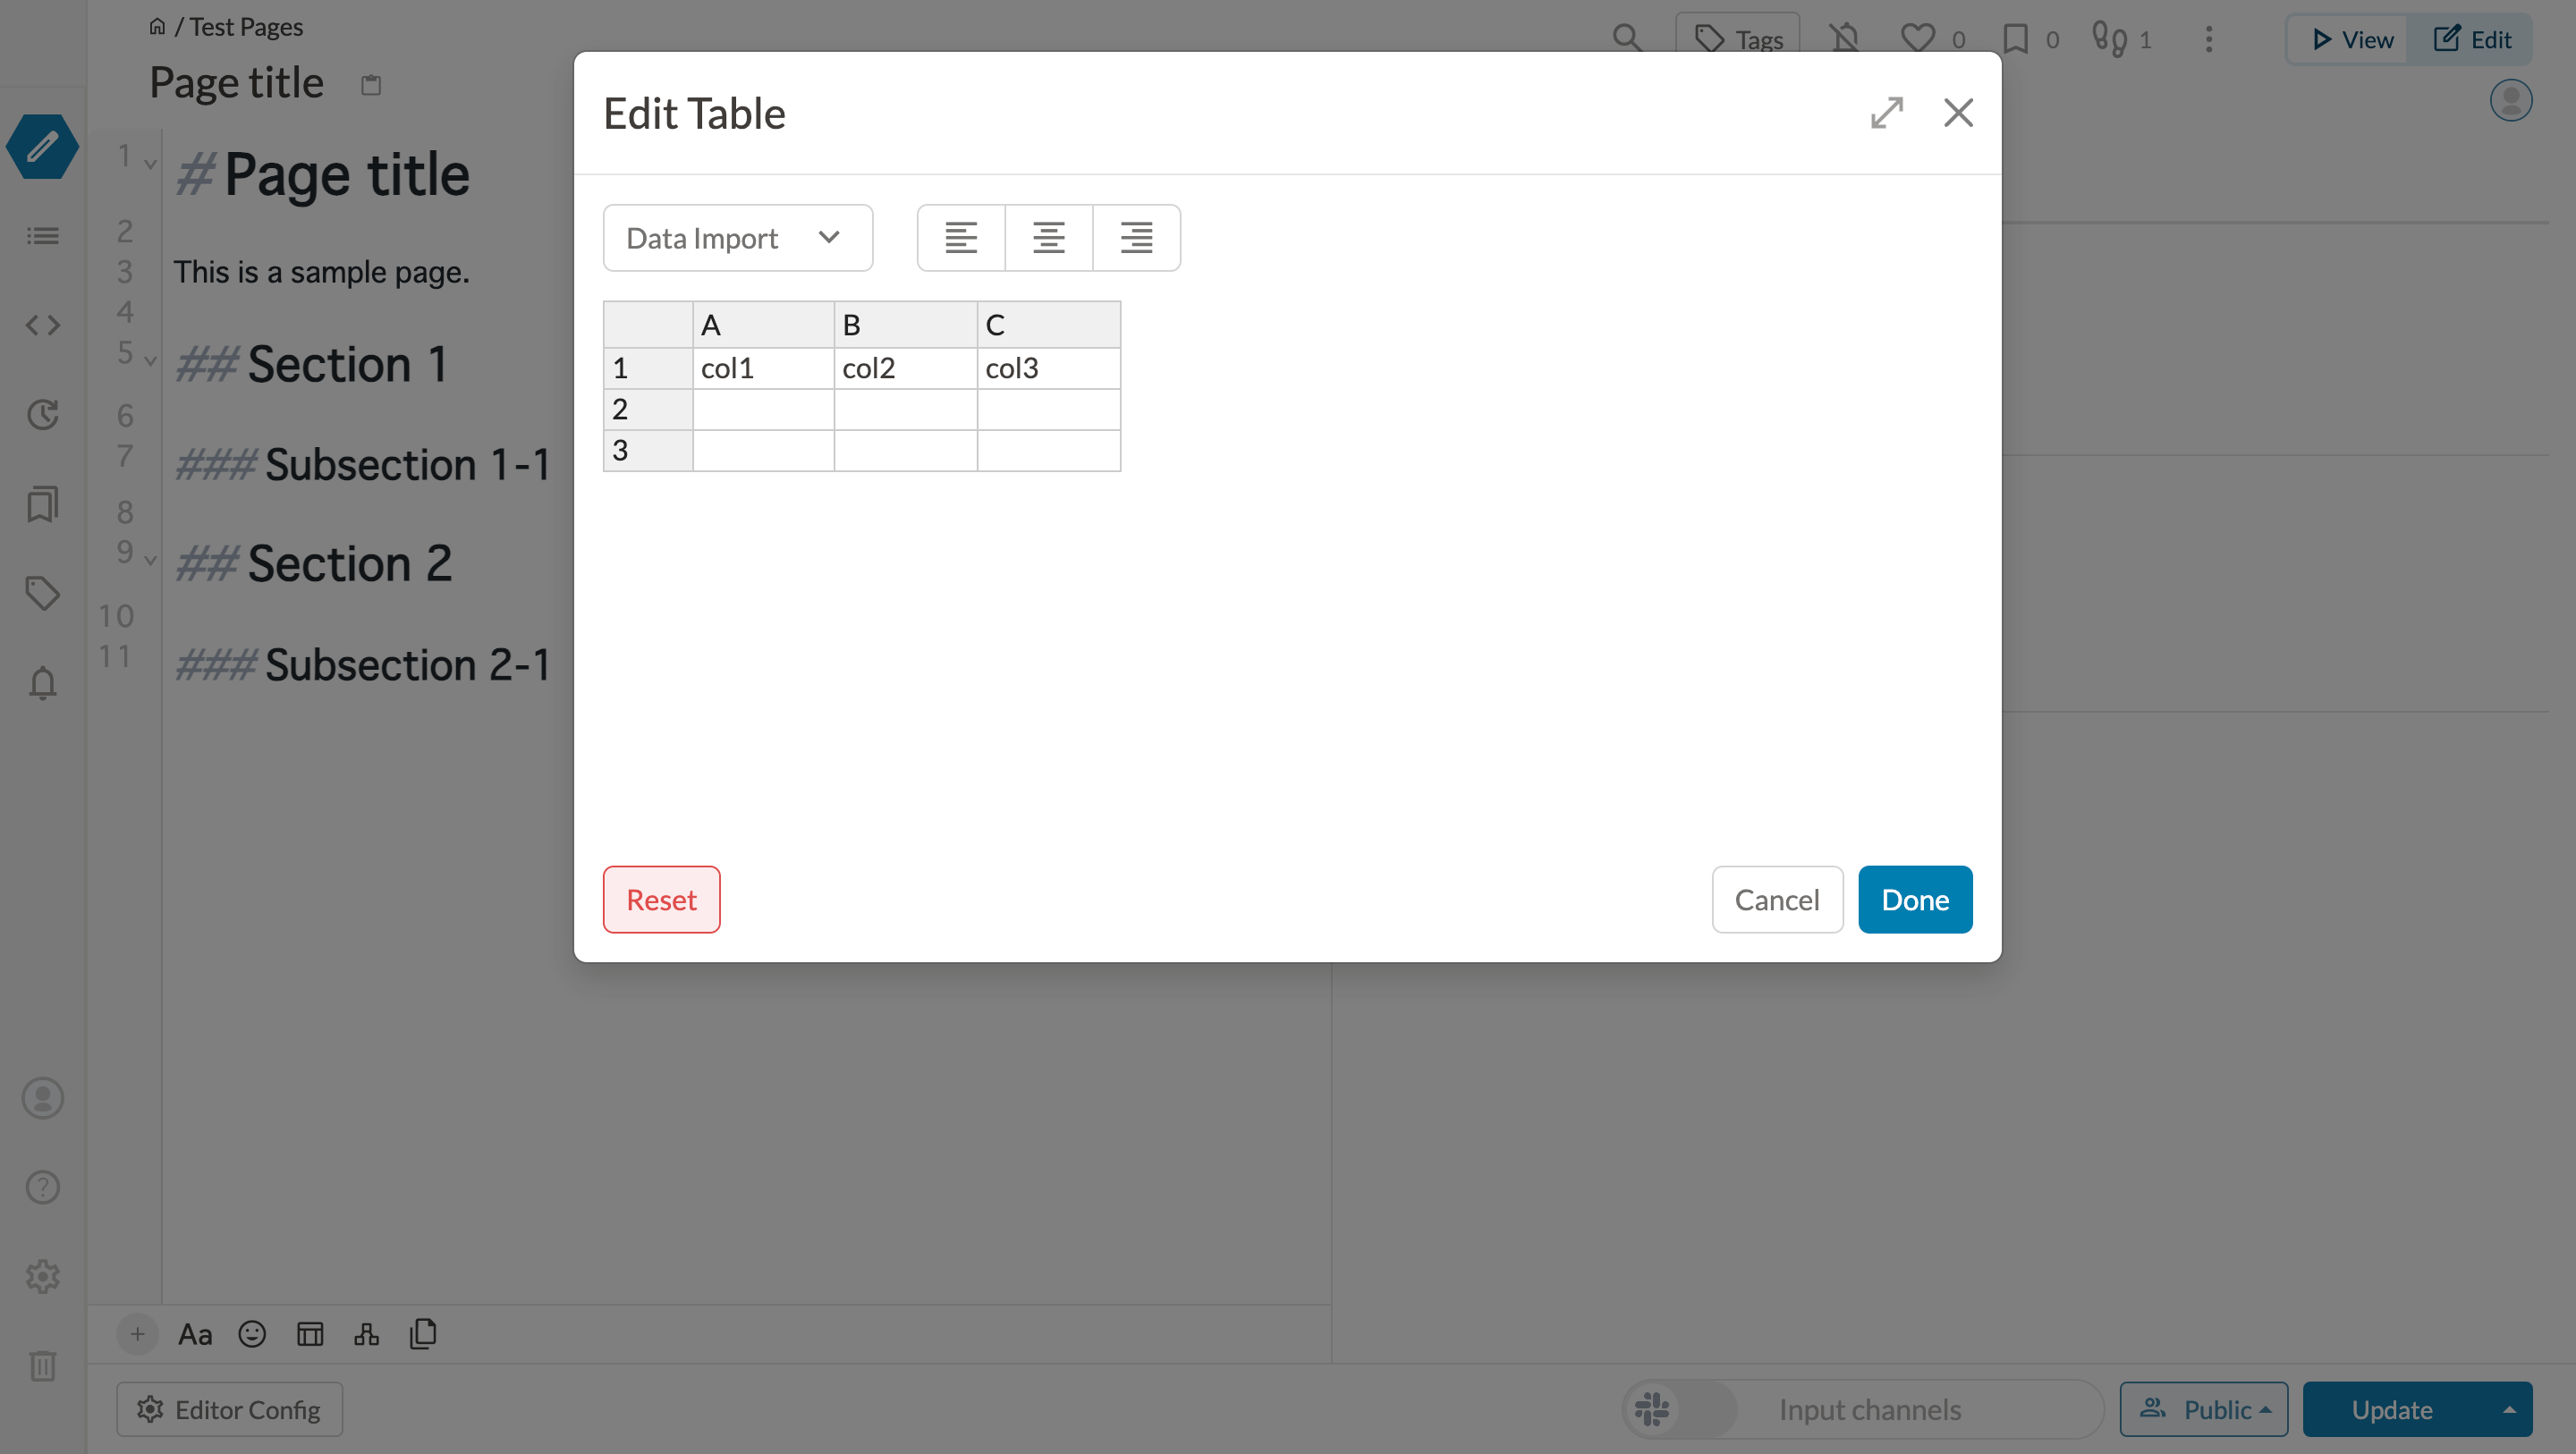 / Test Pages
Page title
Tags
0
0
1
View
Edit
1 # Page title
2
3 This is a sample page.
4
5 ## Section 1
6
7 ### Subsection 1-1
8
9 ## Section 2
10
11 ### Subsection 2-1
Edit Table
Data Import
A B C
1 col1 col2 col3
2
3
Reset
Cancel
Done
Aa
Editor Config
Input channels
Public
Update